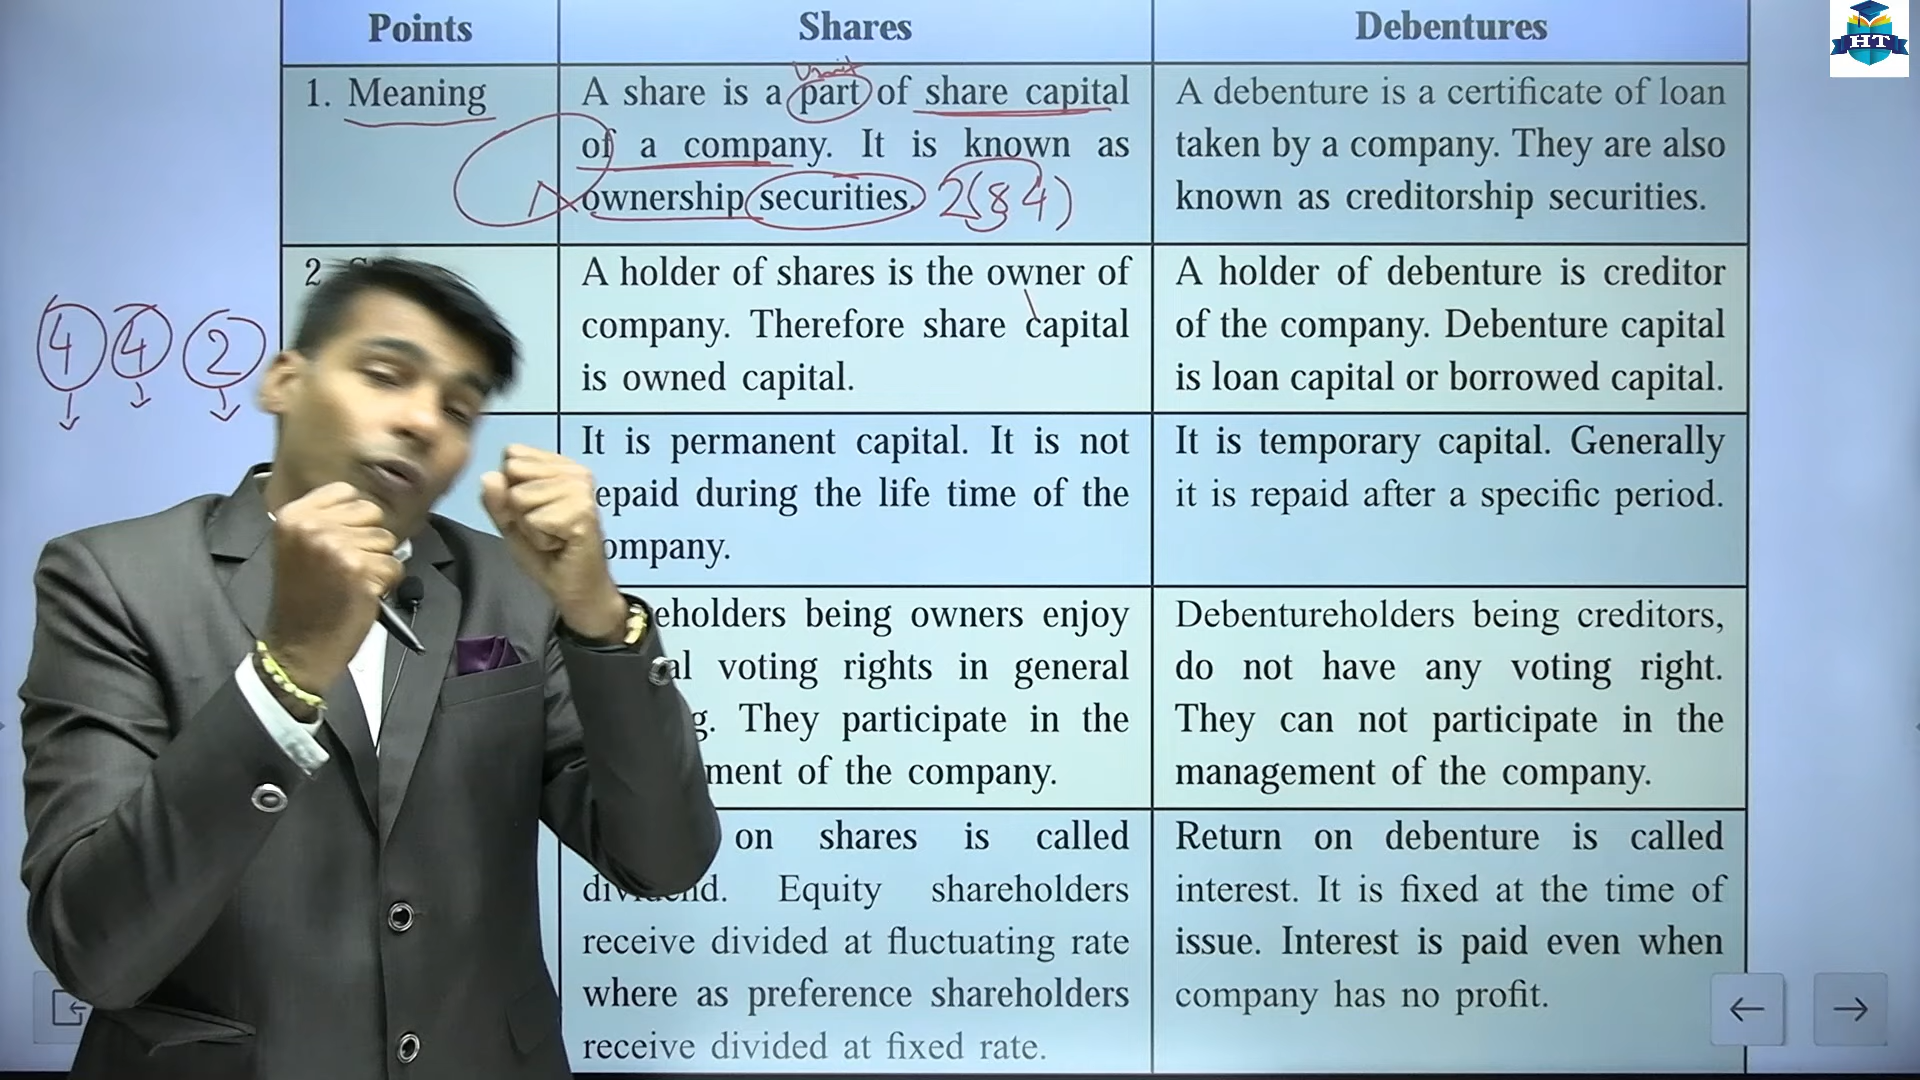 Points
Shares
Debentures
HT
1. Meaning
Unit
A share is a part of share capital
of a company. It is known as
ownership securities.
2(84)
A debenture is a certificate of loan
taken by a company. They are also
known as creditorship securities.
2
A holder of shares is the owner of
company. Therefore share capital
is owned capital.
A holder of debenture is creditor
of the company. Debenture capital
is loan capital or borrowed capital.
4 4 2
It is permanent capital. It is not
epaid during the life time of the
ompany.
It is temporary capital. Generally
it is repaid after a specific period.
eholders being owners enjoy
al voting rights in general
g. They participate in the
ment of the company.
Debentureholders being creditors,
do not have any voting right.
They can not participate in the
management of the company.
on shares is called
dividend. Equity shareholders
receive divided at fluctuating rate
where as preference shareholders
receive divided at fixed rate.
Return on debenture is called
interest. It is fixed at the time of
issue. Interest is paid even when
company has no profit.